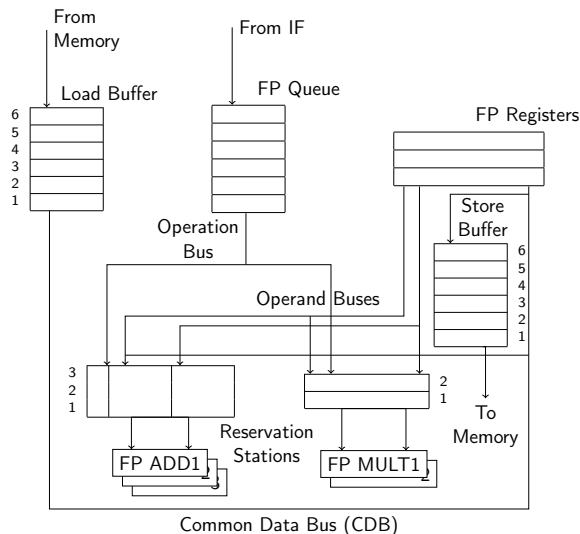 From
Memory
From IF
Load Buffer
FP Queue
FP Registers
6
5
4
3
2
1
Store
Buffer
6
5
4
3
2
1
Operation
Bus
Operand Buses
3
2
1
2
1
To
Memory
Reservation
Stations
FP ADD1
2
3
FP MULT1
2
Common Data Bus (CDB)